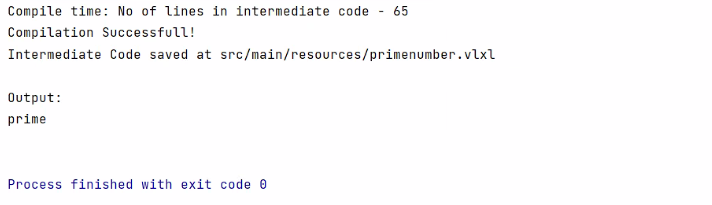 Compile time: No of lines in intermediate code - 65
Compilation Successfull!
Intermediate Code saved at src/main/resources/primenumber.vlxl
Output:
prime
Process finished with exit code 0